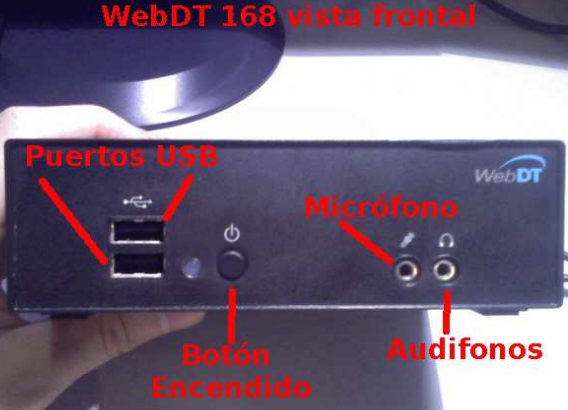 WebDT 168 vista frontal
Puertos USB
WebDT
Micrófono
Botón
Encendido
Audifonos